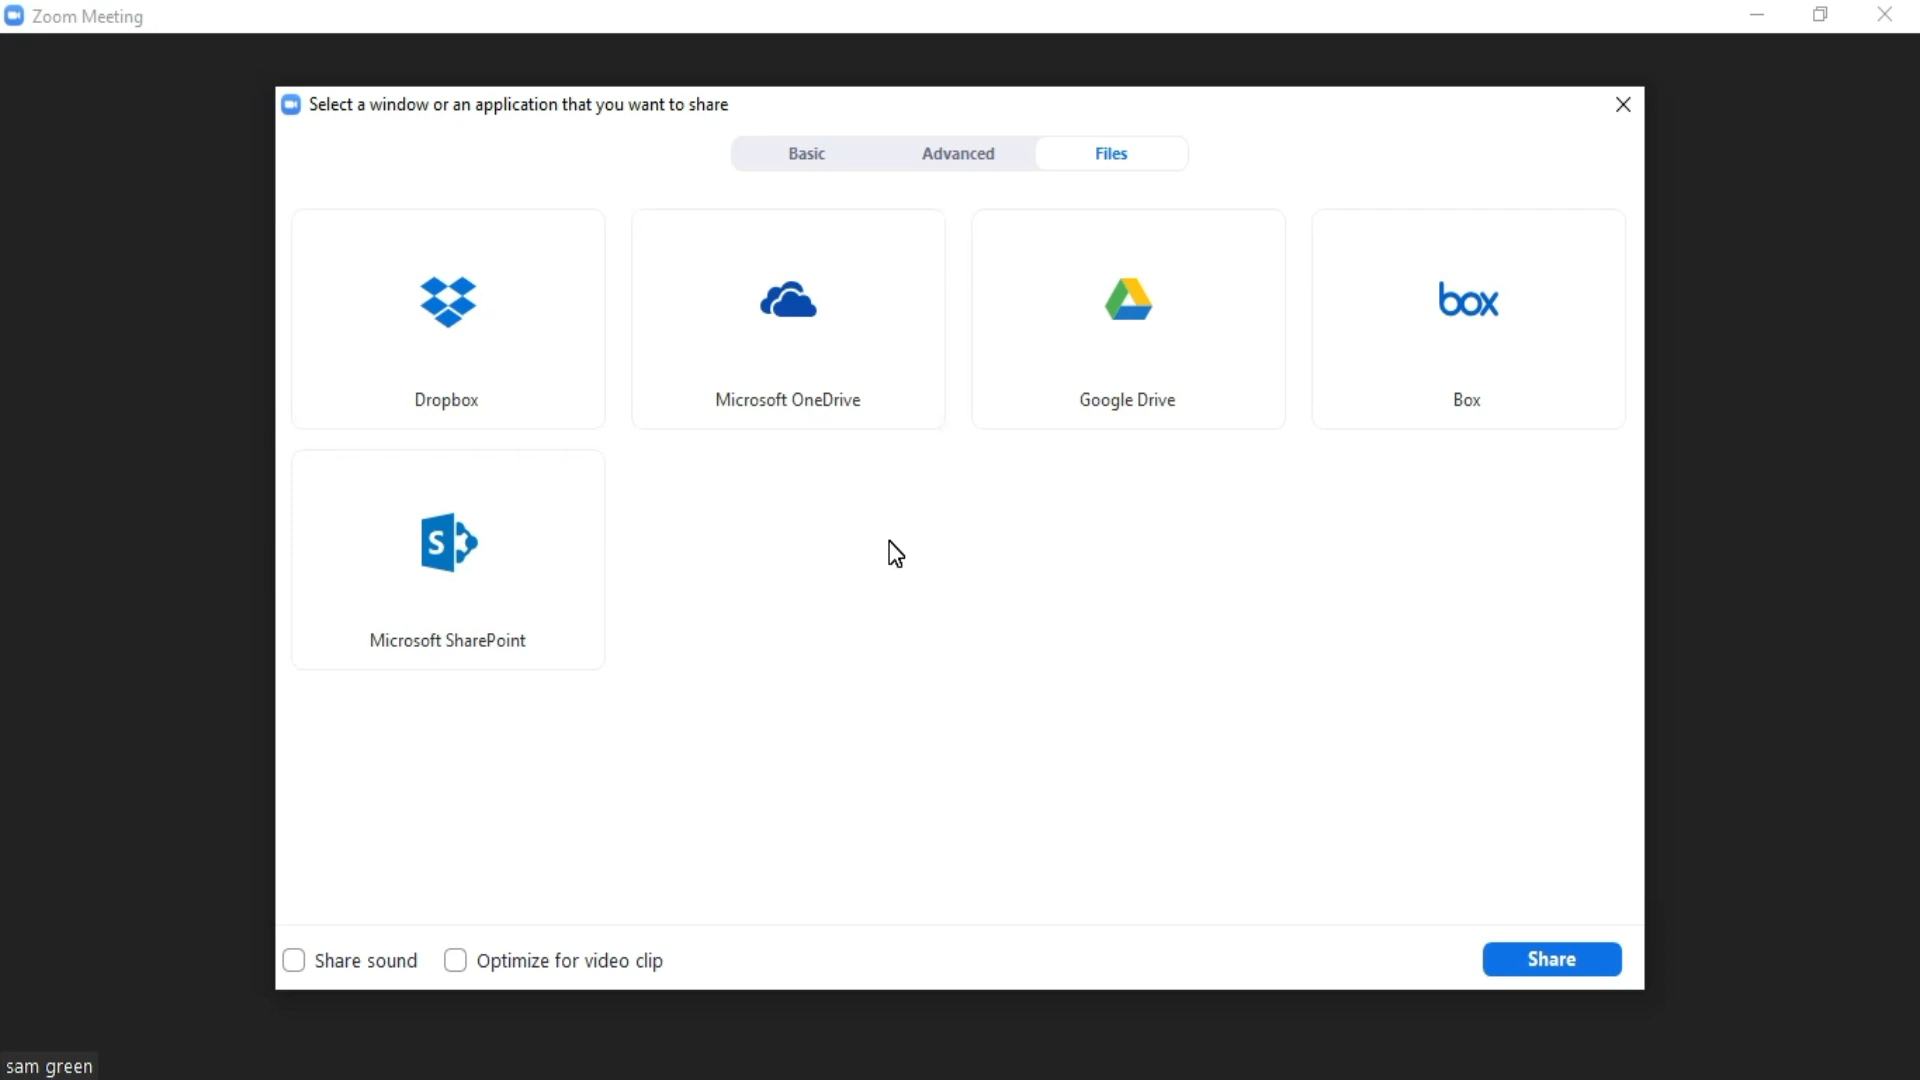 Zoom Meeting
Select a window or an application that you want to share
Basic Advanced Files
box
Dropbox Microsoft OneDrive Google Drive Box
S
Microsoft SharePoint
Share sound Optimize for video clip Share
sam green